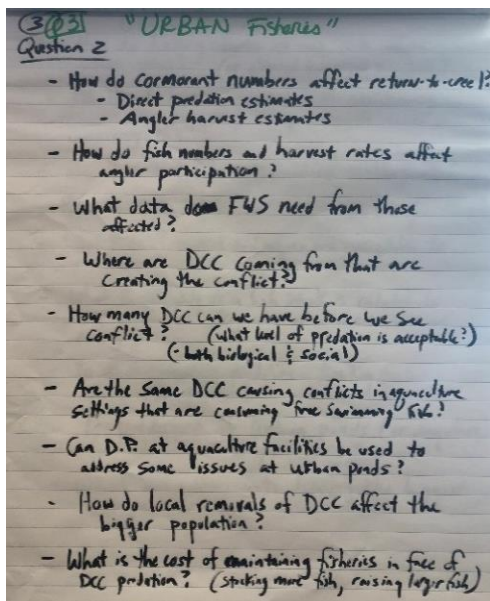 ③ Q3 "URBAN Fisheries"
Question 2
- How do cormorant numbers affect return-to-creel?
- Direct predation estimates
- Angler harvest estimates
- How do fish numbers and harvest rates affect
angler participation?
- What data does FWS need from those
affected?
- Where are DCC coming from that are
creating the conflict?
- How many DCC can we have before we see
conflict? (what level of predation is acceptable?)
(- both biological & social)
- Are the same DCC causing conflicts in aquaculture
settings that are consuming free swimming fish?
- Can D.P. at aquaculture facilities be used to
address some issues at urban ponds?
- How do local removals of DCC affect the
bigger population?
- What is the cost of maintaining fisheries in face of
DCC predation? (stocking more fish, raising larger fish)